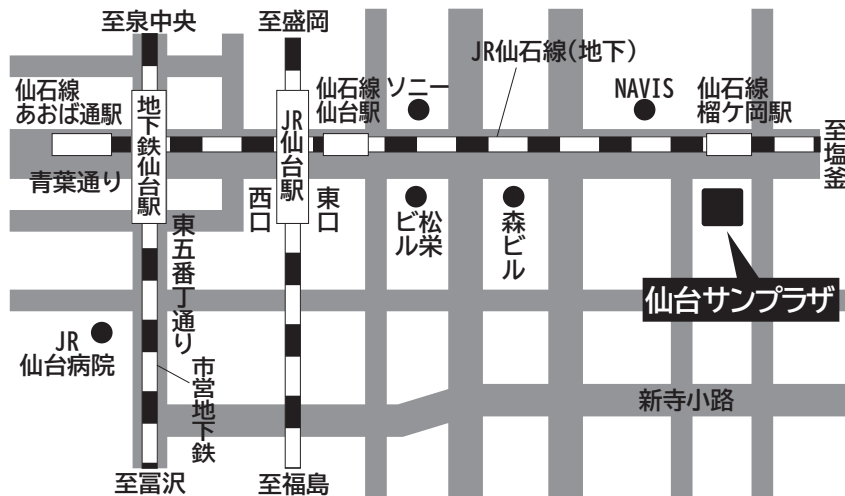 至泉中央
至盛岡
JR仙石線(地下)
仙石線
あおば通駅
地下鉄仙台駅
JR仙台駅
仙石線
仙台駅
ソニー
NAVIS
仙石線
榴ケ岡駅
至塩釜
青葉通り
西口
東口
松栄
ビル
森ビル
東五番丁通り
仙台サンプラザ
JR
仙台病院
市営地下鉄
新寺小路
至冨沢
至福島